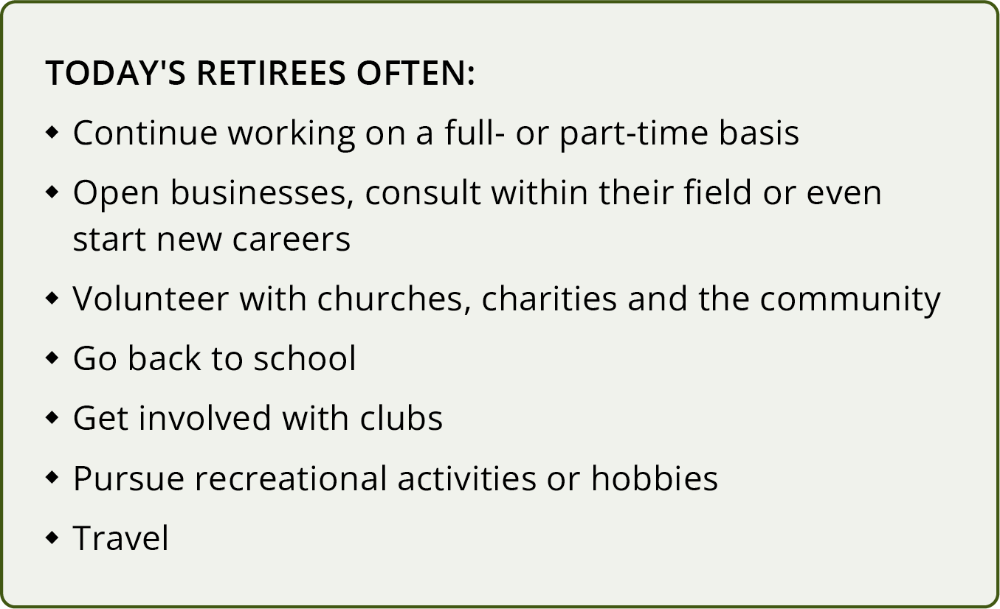 TODAY'S RETIREES OFTEN:
◆ Continue working on a full- or part-time basis
◆ Open businesses, consult within their field or even
start new careers
◆ Volunteer with churches, charities and the community
◆ Go back to school
◆ Get involved with clubs
◆ Pursue recreational activities or hobbies
◆ Travel